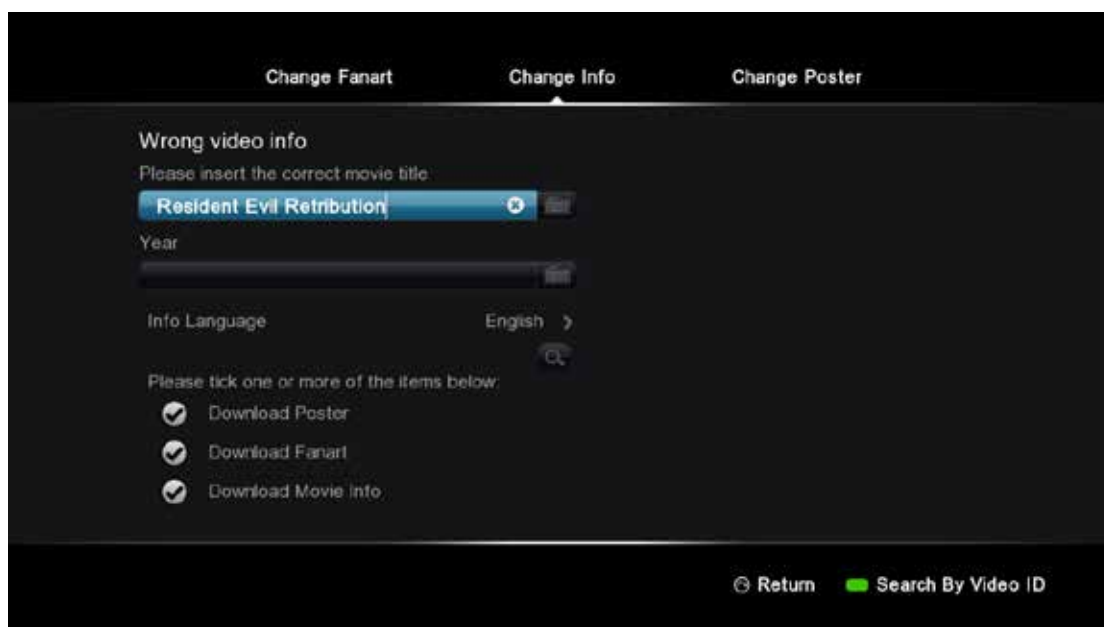 Change Fanart Change Info Change Poster
Wrong video info
Please insert the correct movie title
Resident Evil Retribution
Year
Info Language English
Please tick one or more of the items below:
Download Poster
Download Fanart
Download Movie Info
Return Search By Video ID